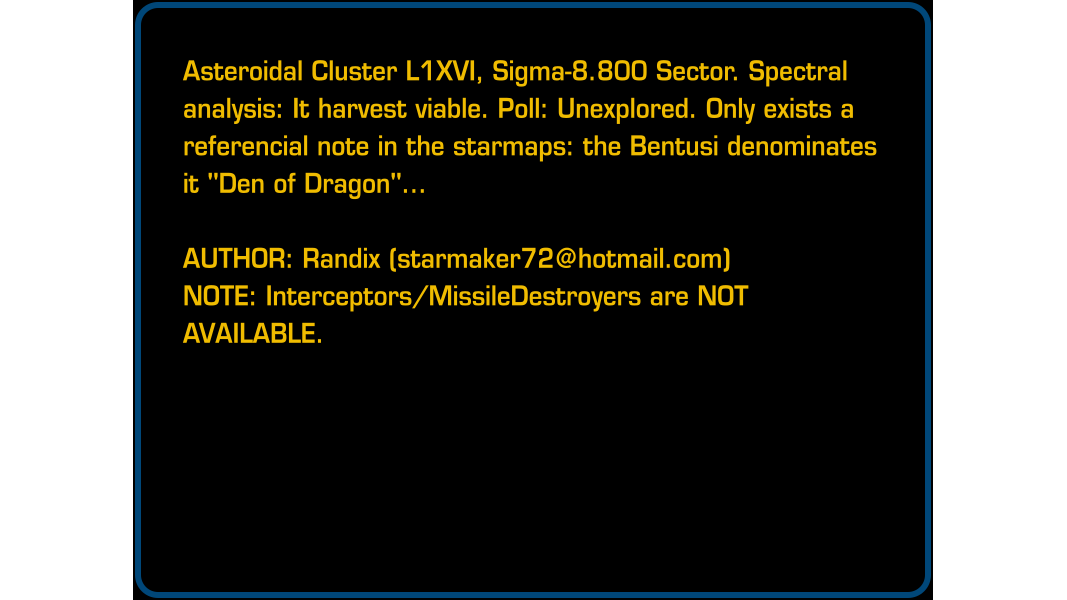 Asteroidal Cluster L1XVI, Sigma-8.800 Sector. Spectral
analysis: It harvest viable. Poll: Unexplored. Only exists a
referencial note in the starmaps: the Bentusi denominates
it "Den of Dragon"...
AUTHOR: Randix (starmaker72@hotmail.com)
NOTE: Interceptors/MissileDestroyers are NOT
AVAILABLE.